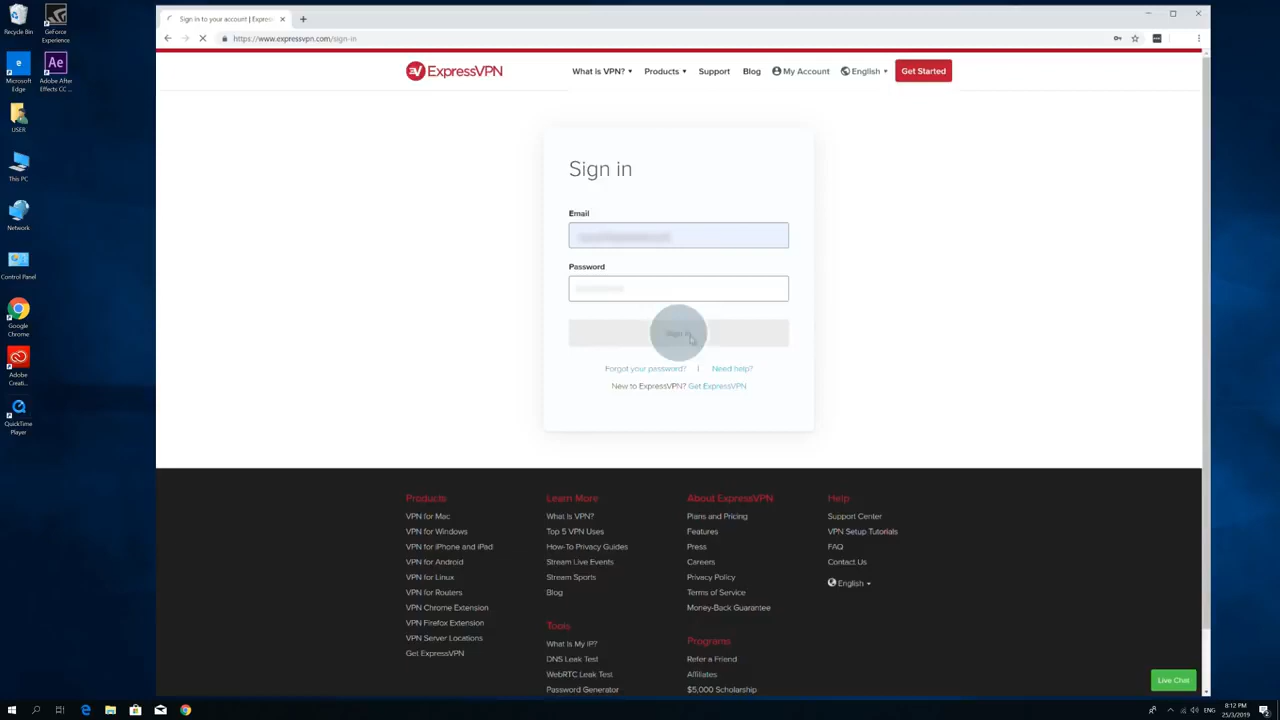 Recycle Bin
GeForce
Experience
Microsoft
Edge
Adobe After
Effects CC ...
USER
This PC
Network
Control Panel
Google
Chrome
Adobe
Creati...
QuickTime
Player
Sign in to your account | Express
https://www.expressvpn.com/sign-in
ExpressVPN
What is VPN?
Products
Support
Blog
My Account
English
Get Started
Sign in
Email
Password
Sign In
Forgot your password? | Need help?
New to ExpressVPN? Get ExpressVPN
Products
VPN for Mac
VPN for Windows
VPN for iPhone and iPad
VPN for Android
VPN for Linux
VPN for Routers
VPN Chrome Extension
VPN Firefox Extension
VPN Server Locations
Get ExpressVPN
Learn More
What Is VPN?
Top 5 VPN Uses
How-To Privacy Guides
Stream Live Events
Stream Sports
Blog
Tools
What Is My IP?
DNS Leak Test
WebRTC Leak Test
Password Generator
About ExpressVPN
Plans and Pricing
Features
Press
Careers
Privacy Policy
Terms of Service
Money-Back Guarantee
Programs
Refer a Friend
Affiliates
$5,000 Scholarship
Help
Support Center
VPN Setup Tutorials
FAQ
Contact Us
English
Live Chat
ENG
8:12 PM
25/3/2019